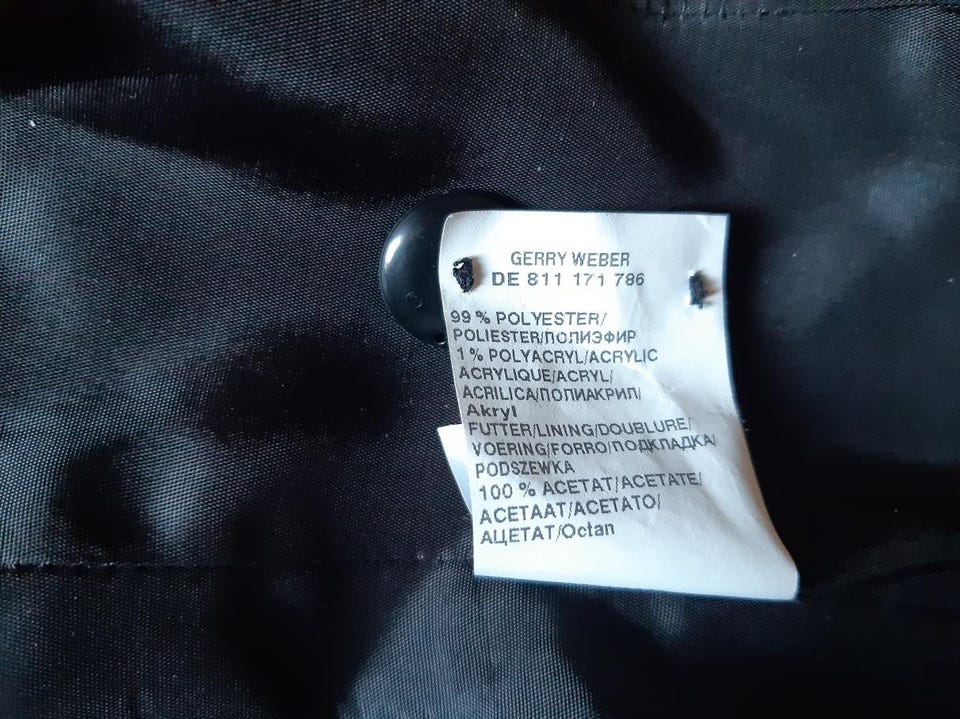 GERRY WEBER
DE 811 171 786
99 % POLYESTER/
POLIESTER/ПОЛИЭФИР
1 % POLYACRYL/ACRYLIC
ACRYLIQUE/ACRYL/
ACRILICA/ПОЛИАКРИЛ/
Akryl
FUTTER/LINING/DOUBLURE/
VOERING/FORRO/ПОДКЛАДКА/
PODSZEWKA
100 % ACETAT/ACETATE/
ACETAAT/ACETATO/
АЦЕТАТ/Octan